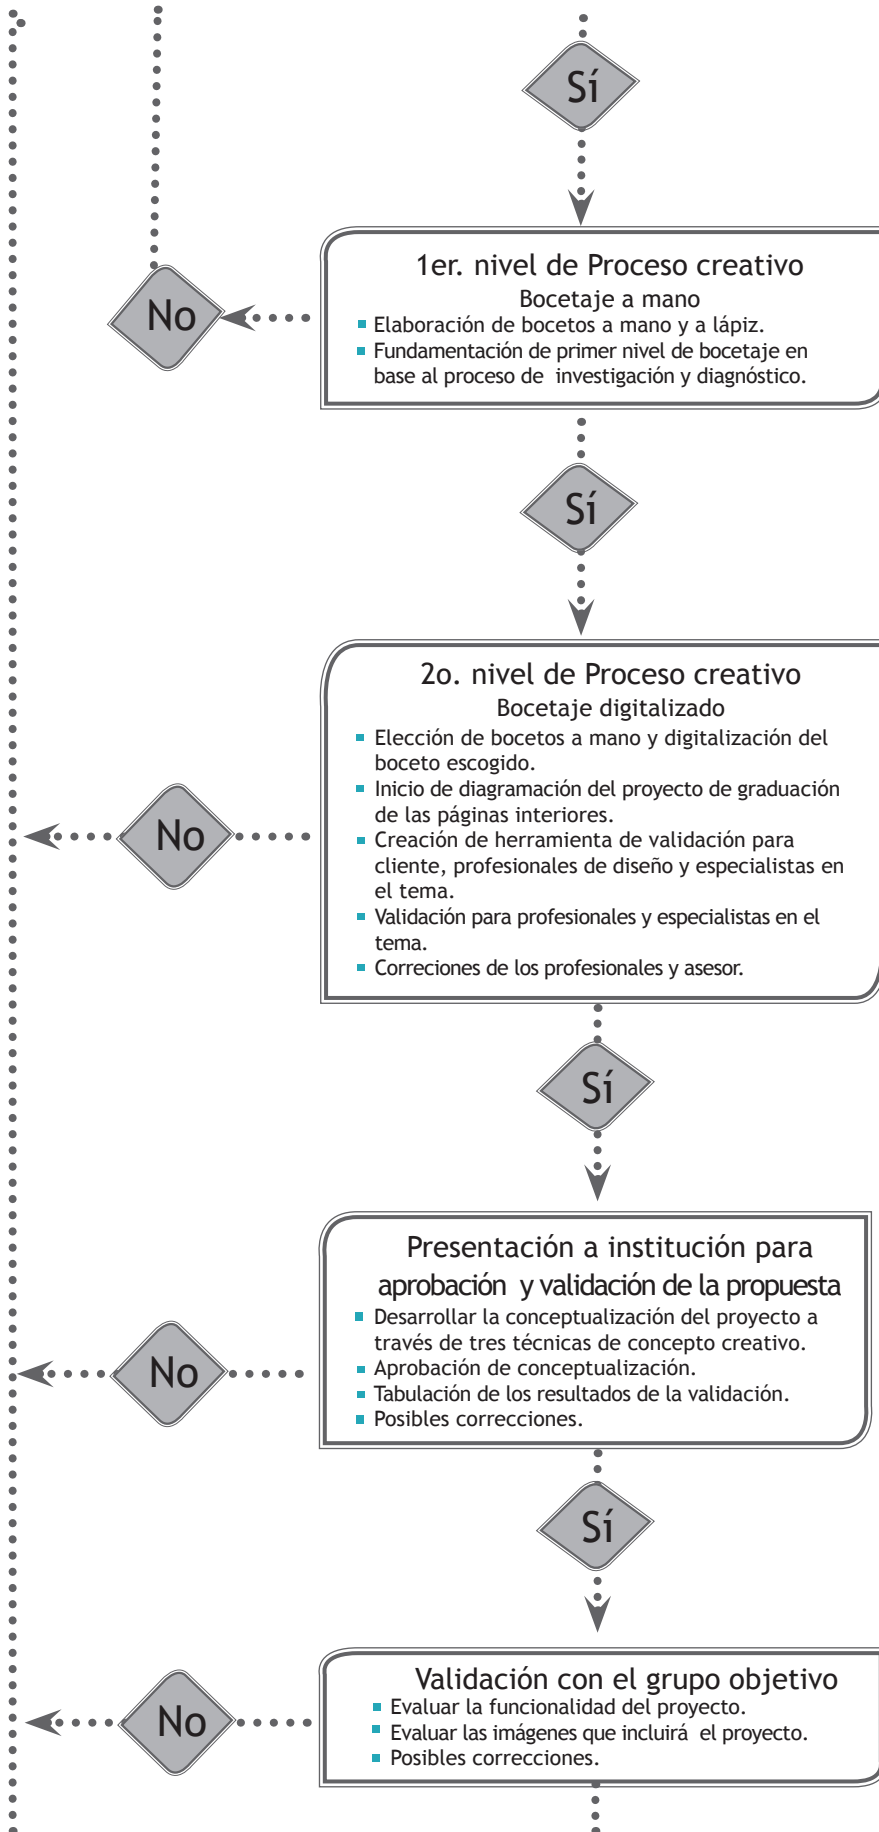 Sí
1er. nivel de Proceso creativo
Bocetaje a mano
Elaboración de bocetos a mano y a lápiz.
Fundamentación de primer nivel de bocetaje en
base al proceso de investigación y diagnóstico.
No
Sí
2o. nivel de Proceso creativo
Bocetaje digitalizado
Elección de bocetos a mano y digitalización del
boceto escogido.
Inicio de diagramación del proyecto de graduación
de las páginas interiores.
Creación de herramienta de validación para
cliente, profesionales de diseño y especialistas en
el tema.
Validación para profesionales y especialistas en el
tema.
Correciones de los profesionales y asesor.
No
Sí
Presentación a institución para
aprobación y validación de la propuesta
Desarrollar la conceptualización del proyecto a
través de tres técnicas de concepto creativo.
Aprobación de conceptualización.
Tabulación de los resultados de la validación.
Posibles correcciones.
No
Sí
Validación con el grupo objetivo
Evaluar la funcionalidad del proyecto.
Evaluar las imágenes que incluirá el proyecto.
Posibles correcciones.
No